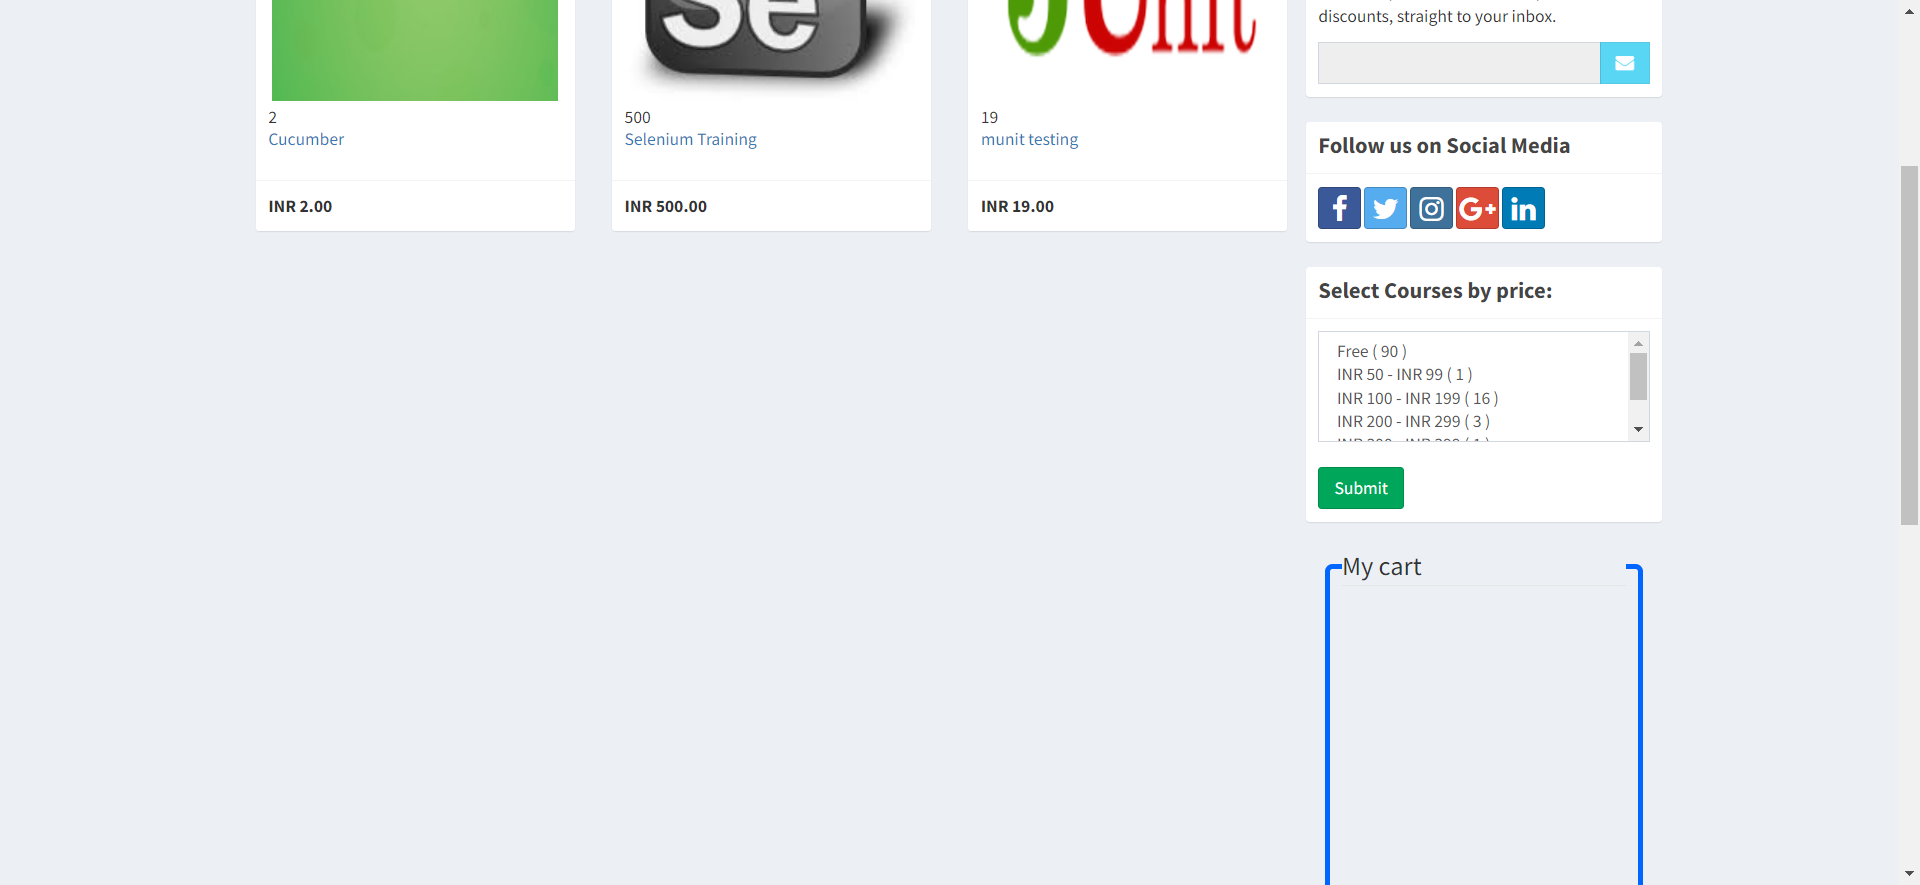 Se
JUnit
2
Cucumber
INR 2.00
500
Selenium Training
INR 500.00
19
munit testing
INR 19.00
discounts, straight to your inbox.
Follow us on Social Media
f
G+
in
Select Courses by price:
Free ( 90 )
INR 50 - INR 99 ( 1 )
INR 100 - INR 199 ( 16 )
INR 200 - INR 299 ( 3 )
Submit
My cart